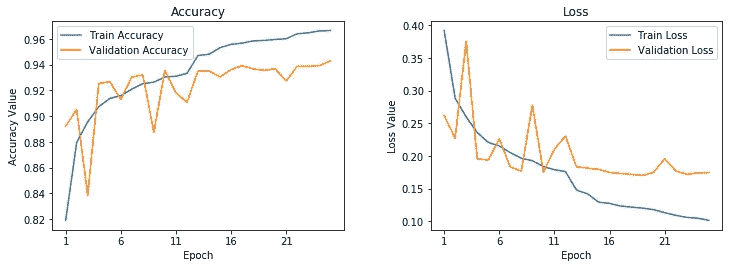 Accuracy
Train Accuracy
Validation Accuracy
Accuracy Value
0.96
0.94
0.92
0.90
0.88
0.86
0.84
0.82
1 6 11 16 21
Epoch
Loss
Train Loss
Validation Loss
Loss Value
0.40
0.35
0.30
0.25
0.20
0.15
0.10
1 6 11 16 21
Epoch